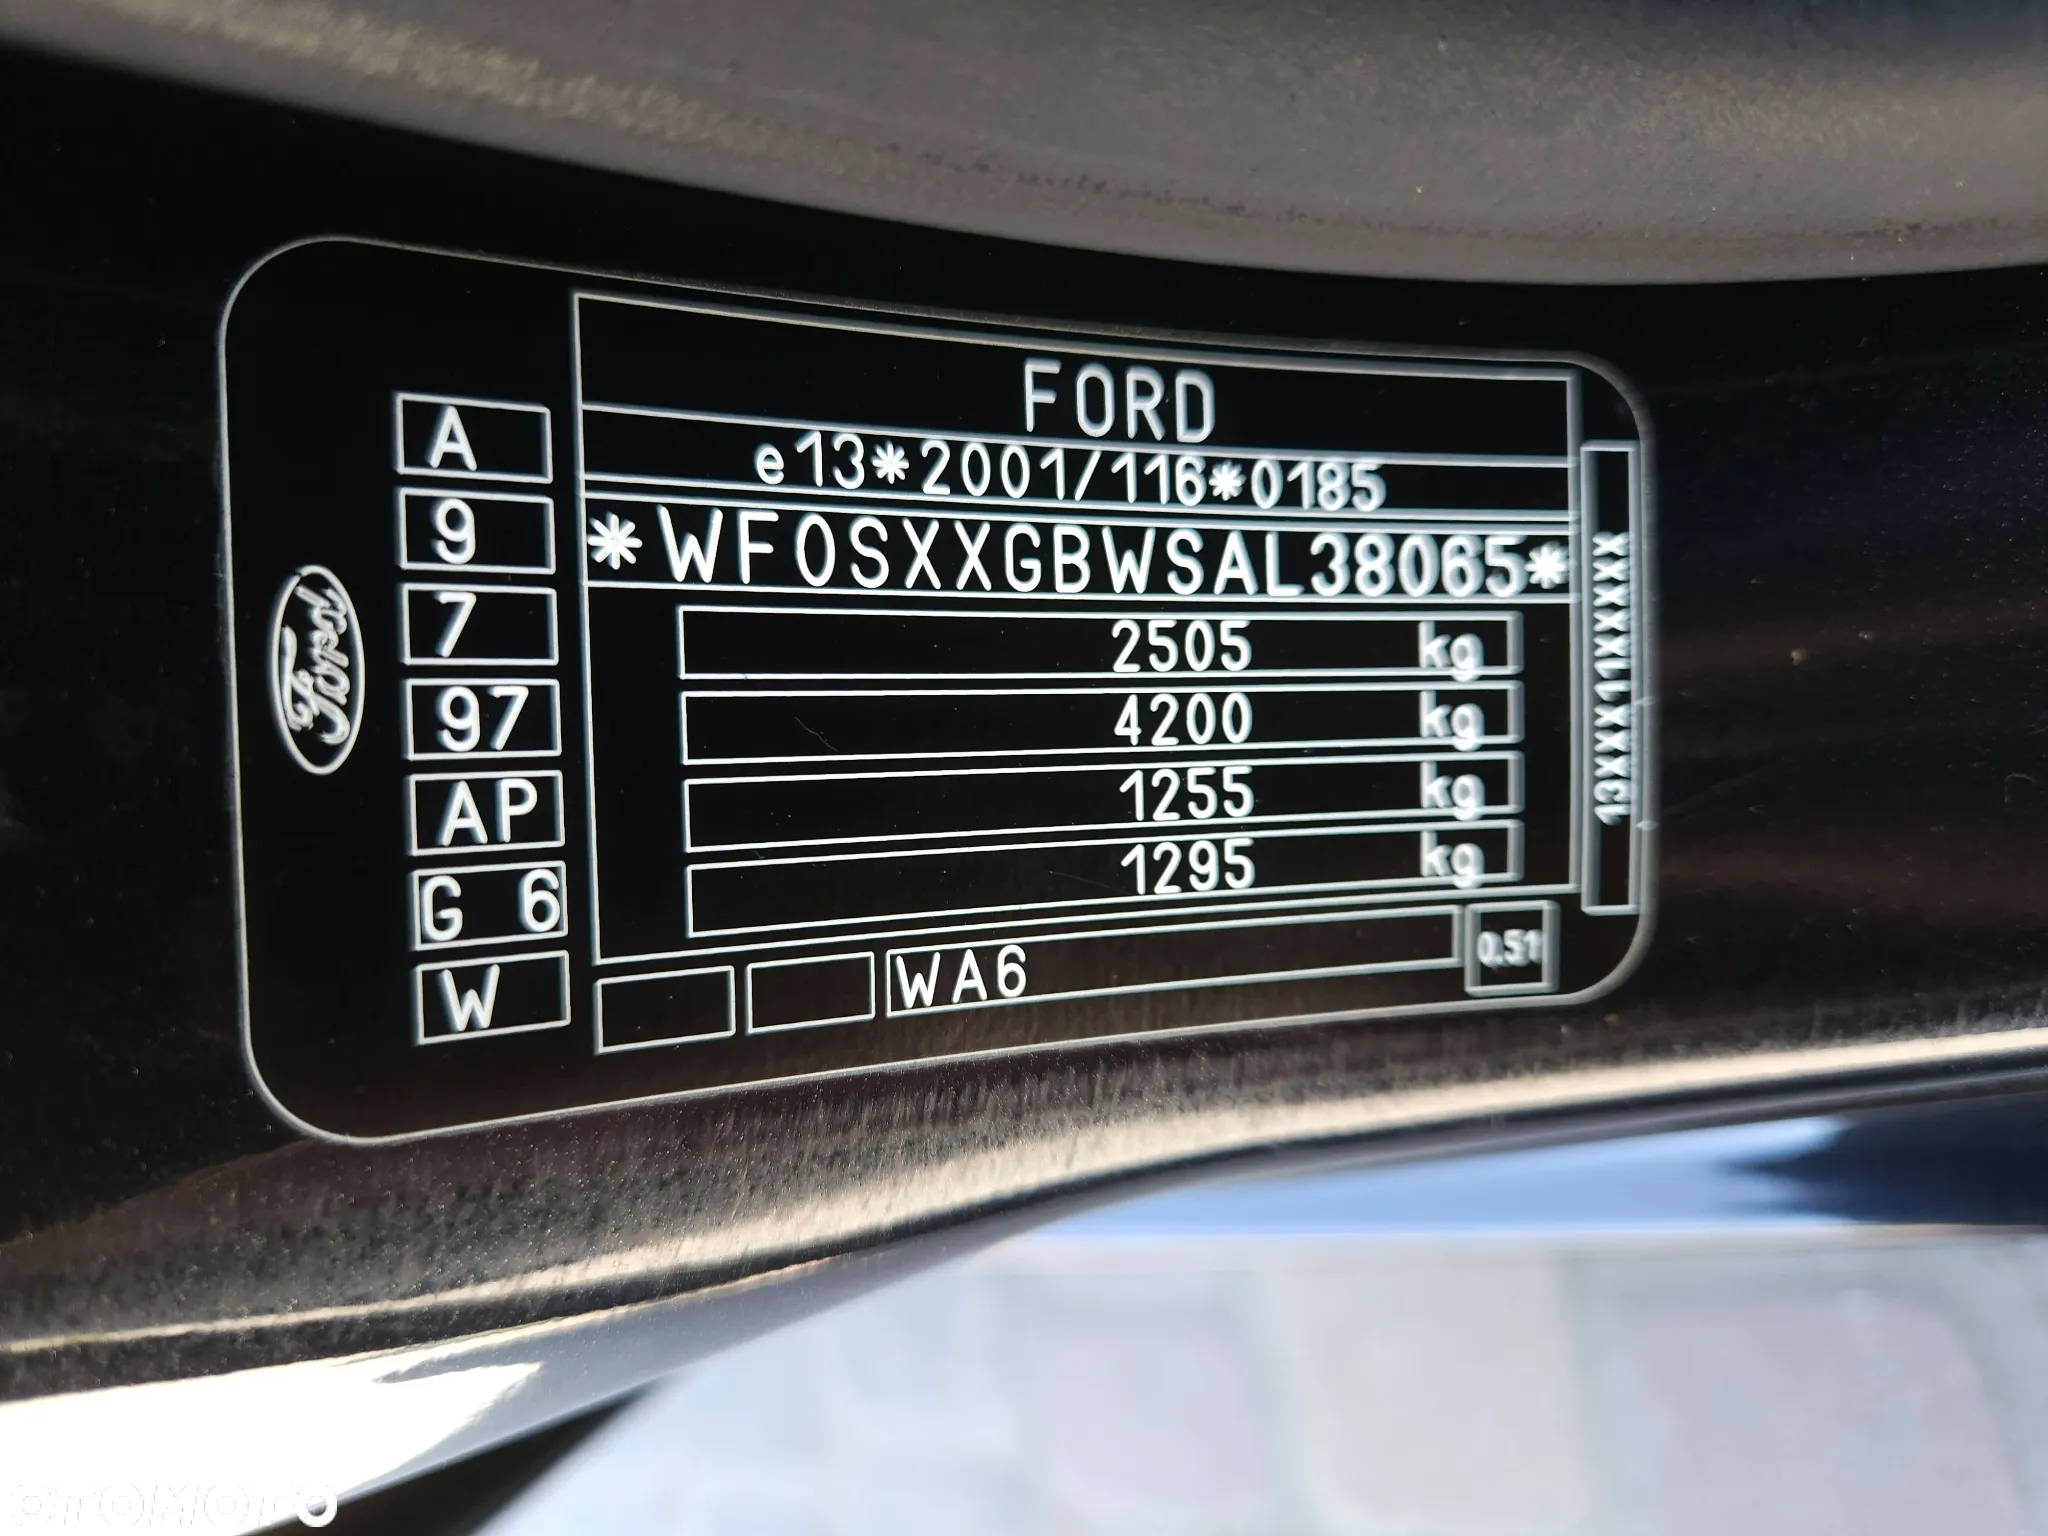 FORD
e13*2001/116*0185
*WF0SXXGBWSAL38065*
2505 kg
4200 kg
1255 kg
1295 kg
WA6
0.51
A
9
7
97
AP
G 6
W
Ford
13XXX11XXXXXX
OTOMOTO